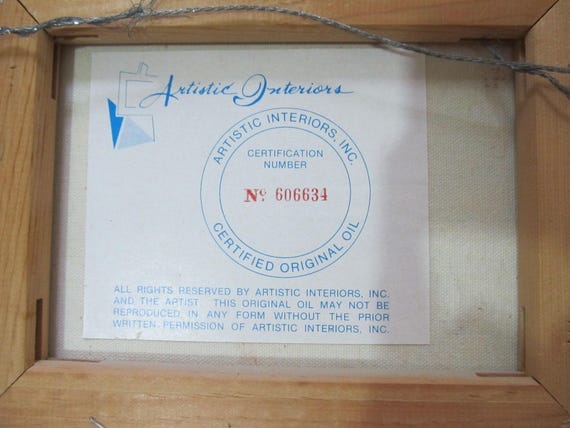 Artistic Interiors
ARTISTIC INTERIORS, INC.
CERTIFICATION
NUMBER
No. 606634
CERTIFIED ORIGINAL OIL
ALL RIGHTS RESERVED BY ARTISTIC INTERIORS, INC.
AND THE ARTIST. THIS ORIGINAL OIL MAY NOT BE
REPRODUCED IN ANY FORM WITHOUT THE PRIOR
WRITTEN PERMISSION OF ARTISTIC INTERIORS, INC.